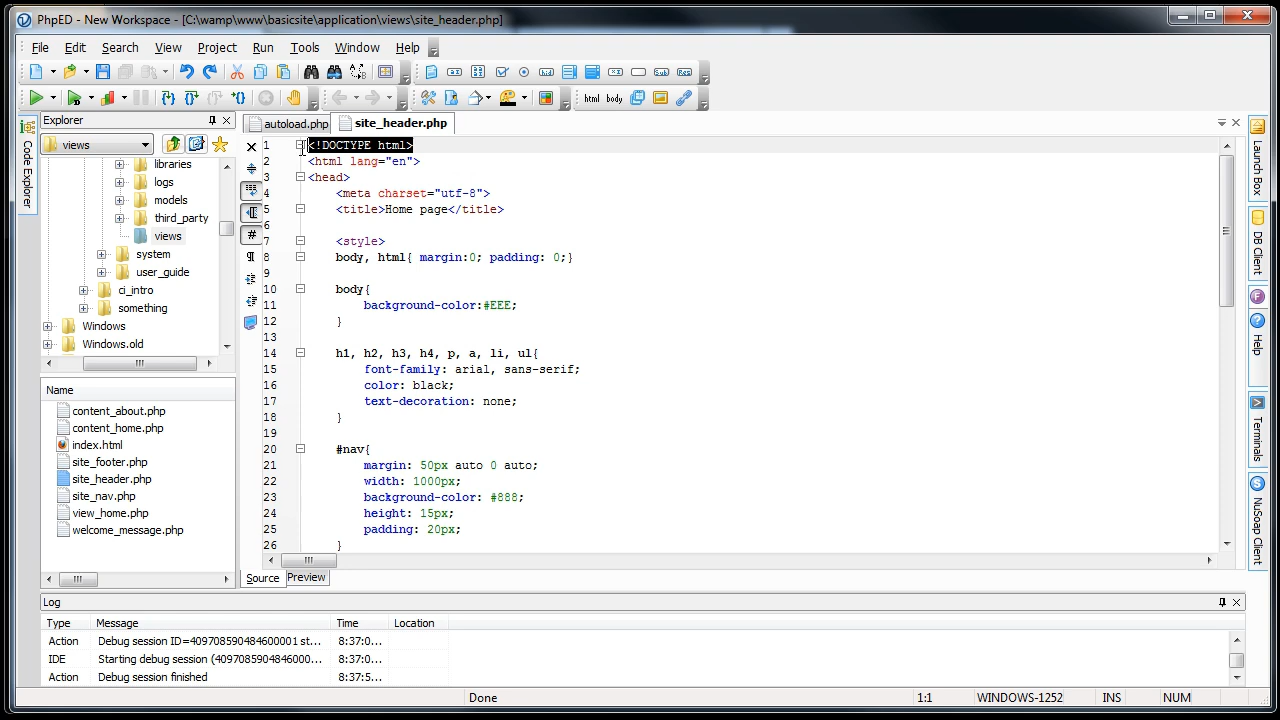 PhpED - New Workspace - [C:\wamp\www\basicsite\application\views\site_header.php]
File Edit Search View Project Run Tools Window Help
html body
Explorer
views
Code Explorer
libraries
logs
models
third_party
views
system
user_guide
ci_intro
something
Windows
Windows.old
Name
content_about.php
content_home.php
index.html
site_footer.php
site_header.php
site_nav.php
view_home.php
welcome_message.php
autoload.php site_header.php
1 <!DOCTYPE html>
2 <html lang="en">
3 <head>
4 <meta charset="utf-8">
5 <title>Home page</title>
6
7 <style>
8 body, html{ margin:0; padding: 0;}
9
10 body{
11 background-color:#EEE;
12 }
13
14 h1, h2, h3, h4, p, a, li, ul{
15 font-family: arial, sans-serif;
16 color: black;
17 text-decoration: none;
18 }
19
20 #nav{
21 margin: 50px auto 0 auto;
22 width: 1000px;
23 background-color: #888;
24 height: 15px;
25 padding: 20px;
26 }
Source Preview
Launch Box
DB Client
Help
Terminals
NuSoap Client
Log
Type Message Time Location
Action Debug session ID=409708590484600001 st... 8:37:0...
IDE Starting debug session (4097085904846000... 8:37:0...
Action Debug session finished 8:37:5...
Done 1:1 WINDOWS-1252 INS NUM